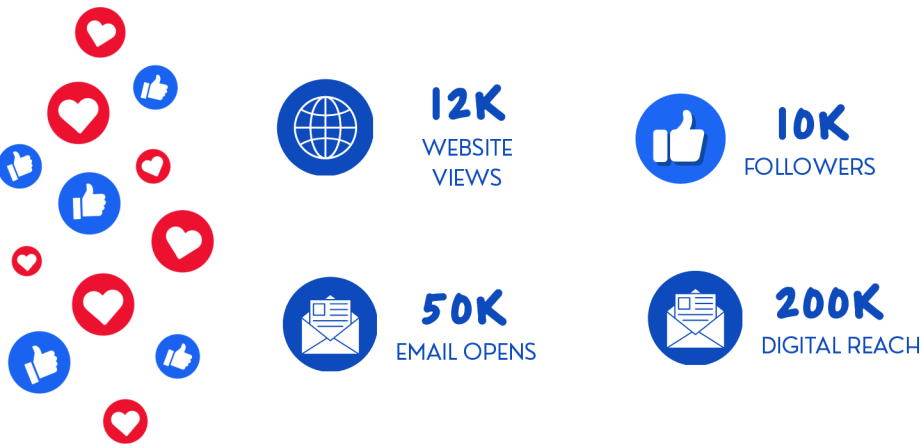 12K
WEBSITE
VIEWS
10K
FOLLOWERS
50K
EMAIL OPENS
200K
DIGITAL REACH